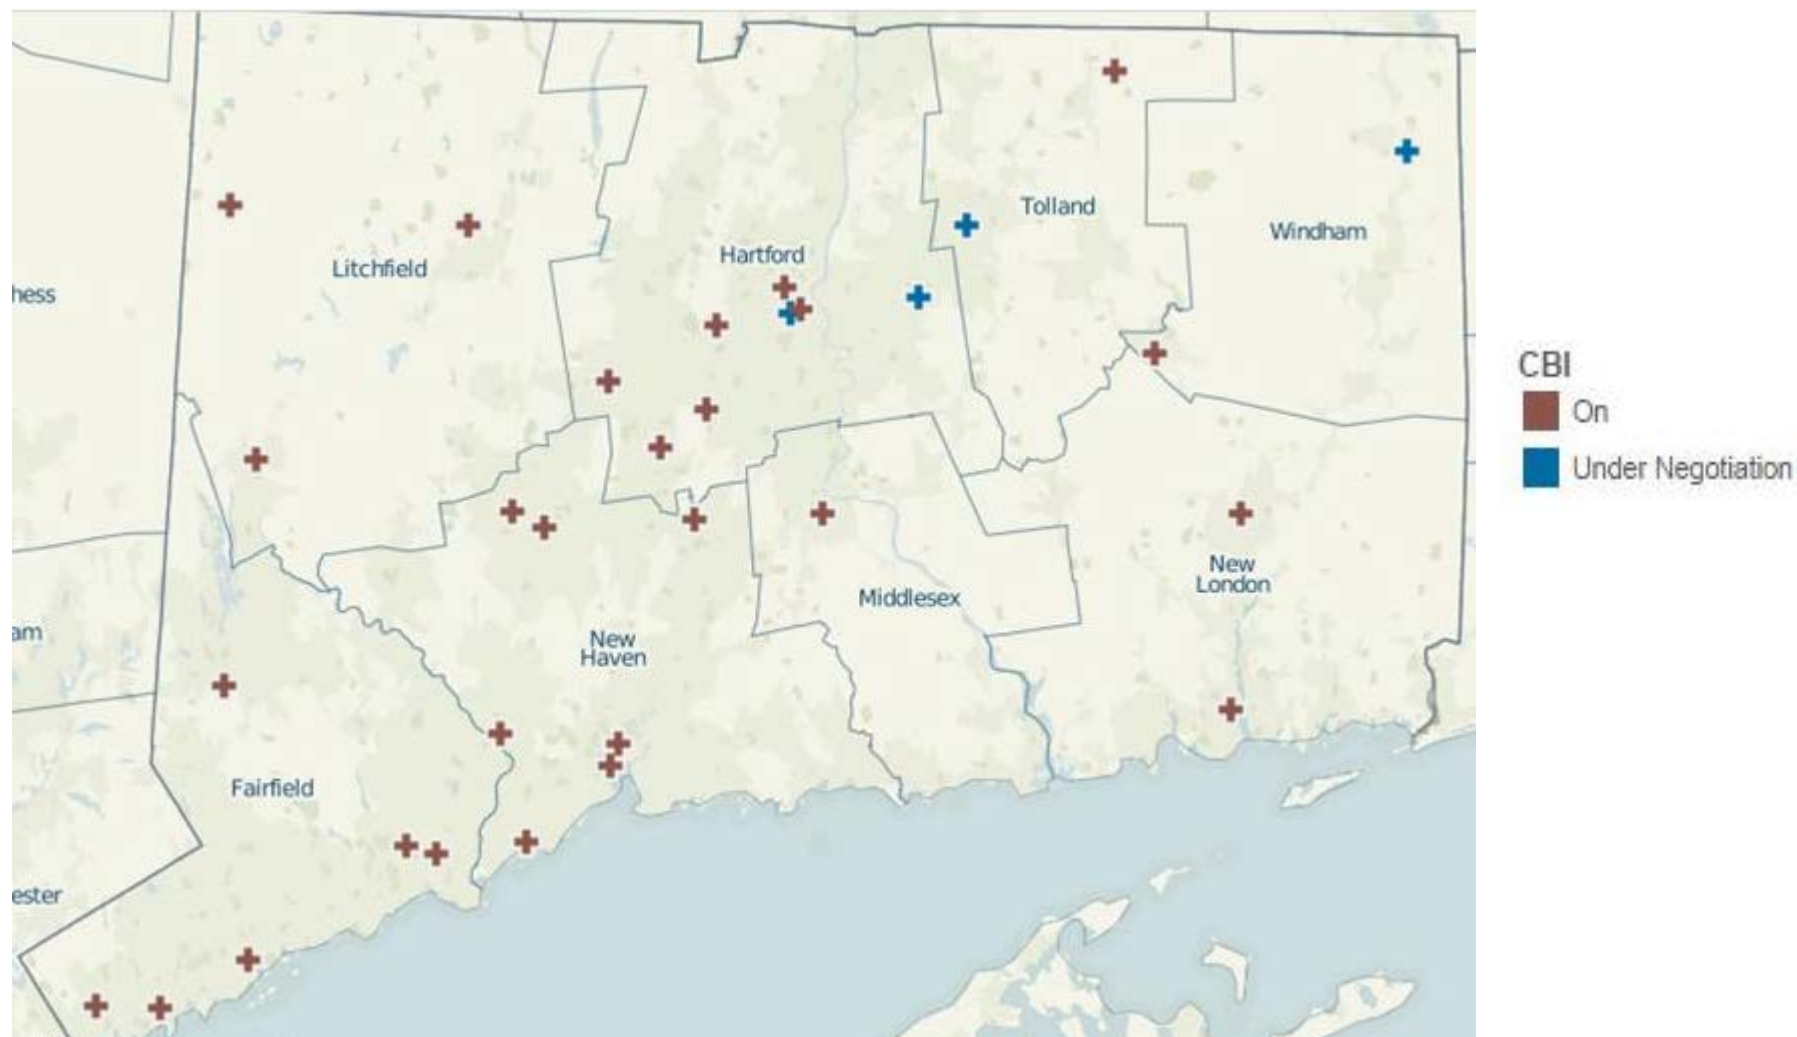 Tolland
Windham
Hartford
Litchfield
hess
CBI
On
Under Negotiation
New
London
Middlesex
am
New
Haven
Fairfield
ester